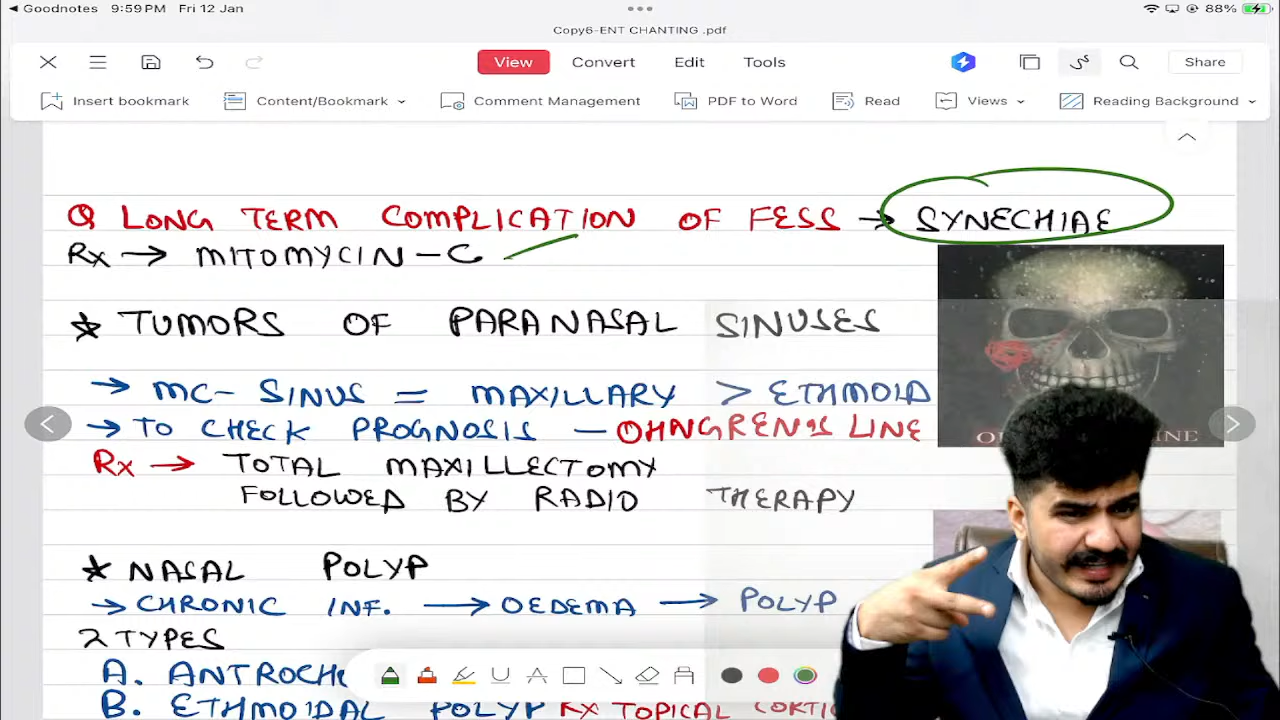 Goodnotes 9:59 PM Fri 12 Jan 88%
Copy6-ENT CHANTING .pdf
View Convert Edit Tools Share
Insert bookmark Content/Bookmark Comment Management PDF to Word Read Views Reading Background
Q LONG TERM COMPLICATION OF FESS → SYNECHIAE
Rx → MITOMYCIN-C
* TUMORS OF PARANASAL SINUSES
→ MC- SINUS = MAXILLARY > ETHMOID
→ TO CHECK PROGNOSIS - OHNGREN'S LINE
Rx → TOTAL MAXILLECTOMY
FOLLOWED BY RADIO THERAPY
* NASAL POLYP
→ CHRONIC INF. → OEDEMA → POLYP
2 TYPES
A. ANTROCH
B. ETHMOIDAL POLYP Rx TOPICAL